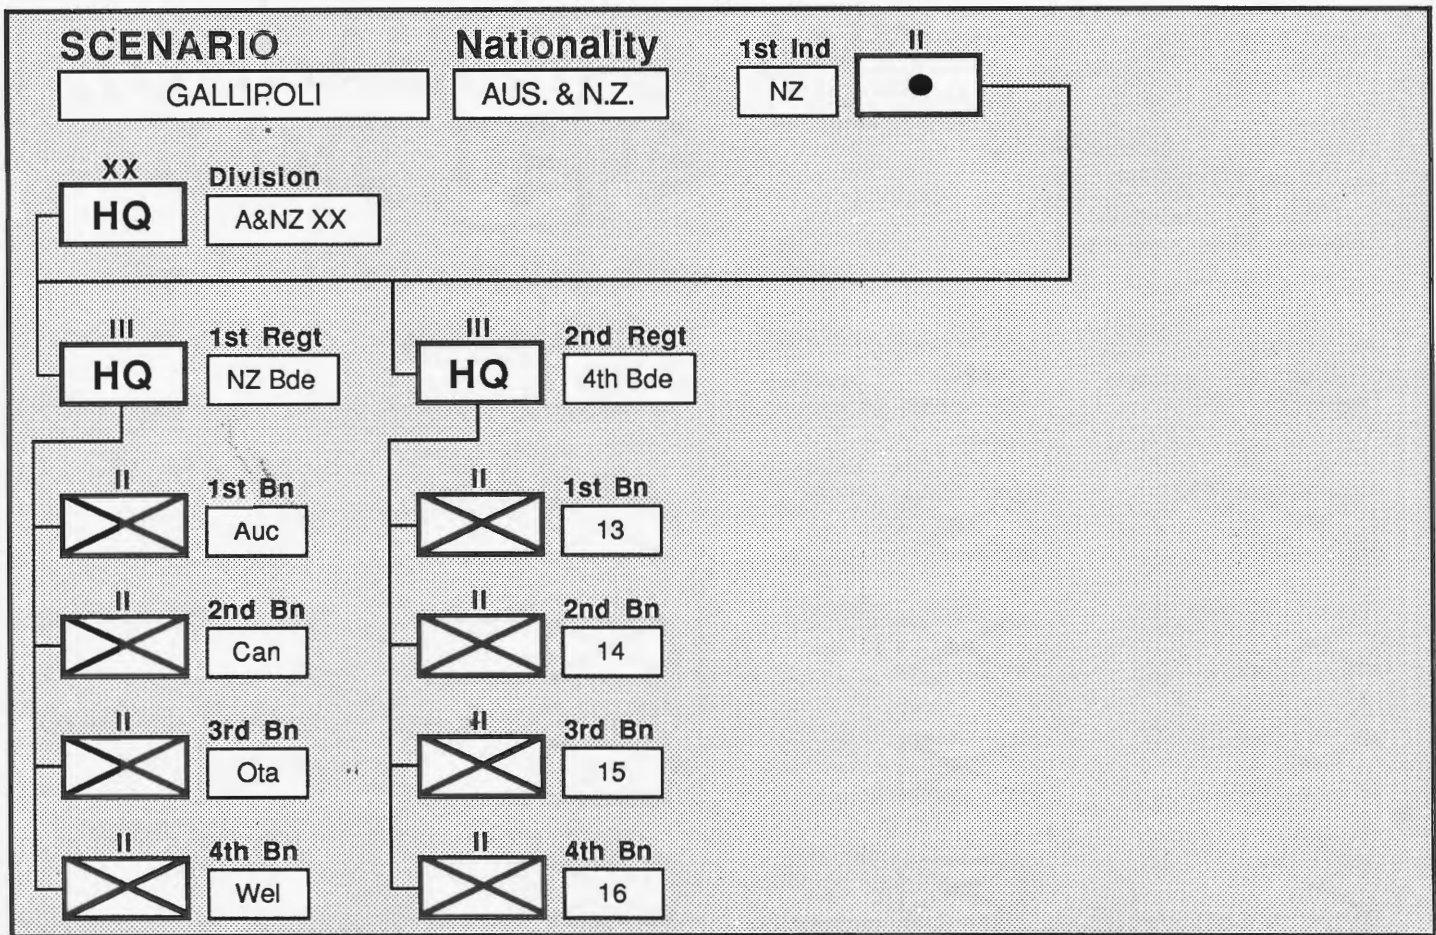 SCENARIO
GALLIPOLI
Nationality
AUS. & N.Z.
1st Ind
NZ
II
XX
HQ
Division
A&NZ XX
III
HQ
1st Regt
NZ Bde
III
HQ
2nd Regt
4th Bde
II
1st Bn
Auc
II
1st Bn
13
II
2nd Bn
Can
II
2nd Bn
14
II
3rd Bn
Ota
II
3rd Bn
15
II
4th Bn
Wel
II
4th Bn
16